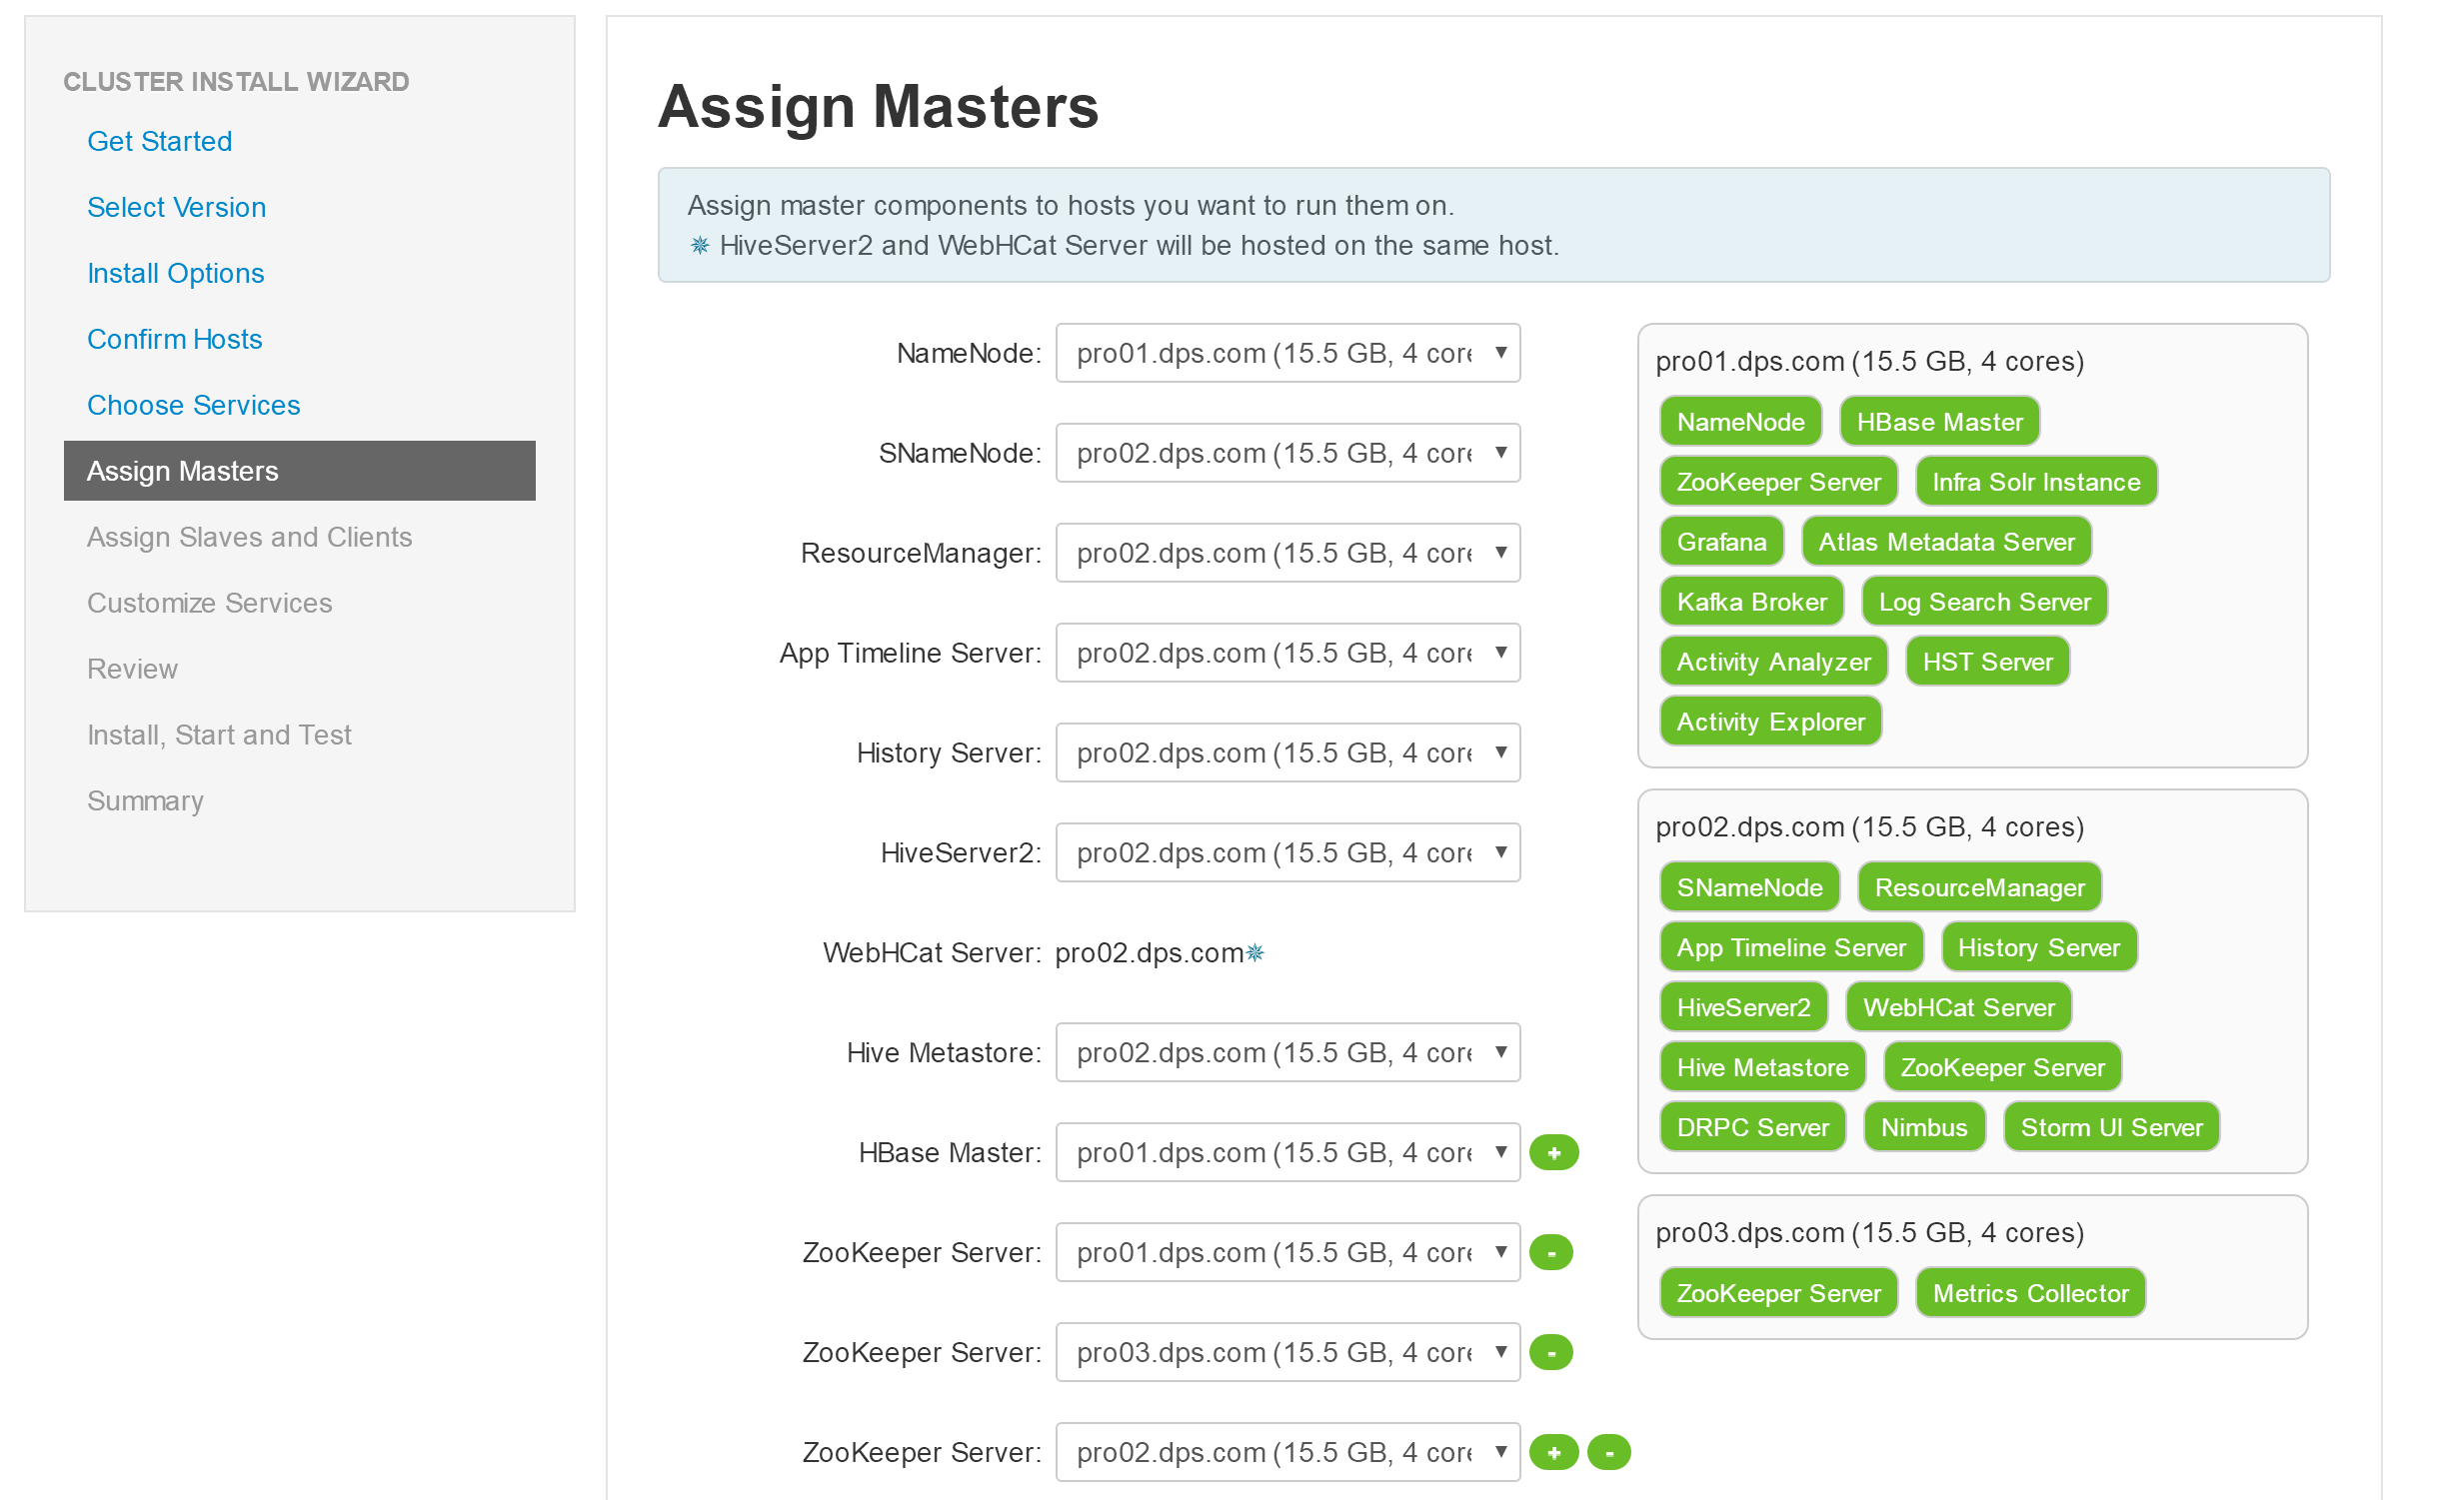 CLUSTER INSTALL WIZARD
Get Started
Select Version
Install Options
Confirm Hosts
Choose Services
Assign Masters
Assign Slaves and Clients
Customize Services
Review
Install, Start and Test
Summary
Assign Masters
Assign master components to hosts you want to run them on.
✵ HiveServer2 and WebHCat Server will be hosted on the same host.
NameNode: pro01.dps.com (15.5 GB, 4 core
SNameNode: pro02.dps.com (15.5 GB, 4 core
ResourceManager: pro02.dps.com (15.5 GB, 4 core
App Timeline Server: pro02.dps.com (15.5 GB, 4 core
History Server: pro02.dps.com (15.5 GB, 4 core
HiveServer2: pro02.dps.com (15.5 GB, 4 core
WebHCat Server: pro02.dps.com✵
Hive Metastore: pro02.dps.com (15.5 GB, 4 core
HBase Master: pro01.dps.com (15.5 GB, 4 core +
ZooKeeper Server: pro01.dps.com (15.5 GB, 4 core -
ZooKeeper Server: pro03.dps.com (15.5 GB, 4 core -
ZooKeeper Server: pro02.dps.com (15.5 GB, 4 core + -
pro01.dps.com (15.5 GB, 4 cores)
NameNode HBase Master
ZooKeeper Server Infra Solr Instance
Grafana Atlas Metadata Server
Kafka Broker Log Search Server
Activity Analyzer HST Server
Activity Explorer
pro02.dps.com (15.5 GB, 4 cores)
SNameNode ResourceManager
App Timeline Server History Server
HiveServer2 WebHCat Server
Hive Metastore ZooKeeper Server
DRPC Server Nimbus Storm UI Server
pro03.dps.com (15.5 GB, 4 cores)
ZooKeeper Server Metrics Collector